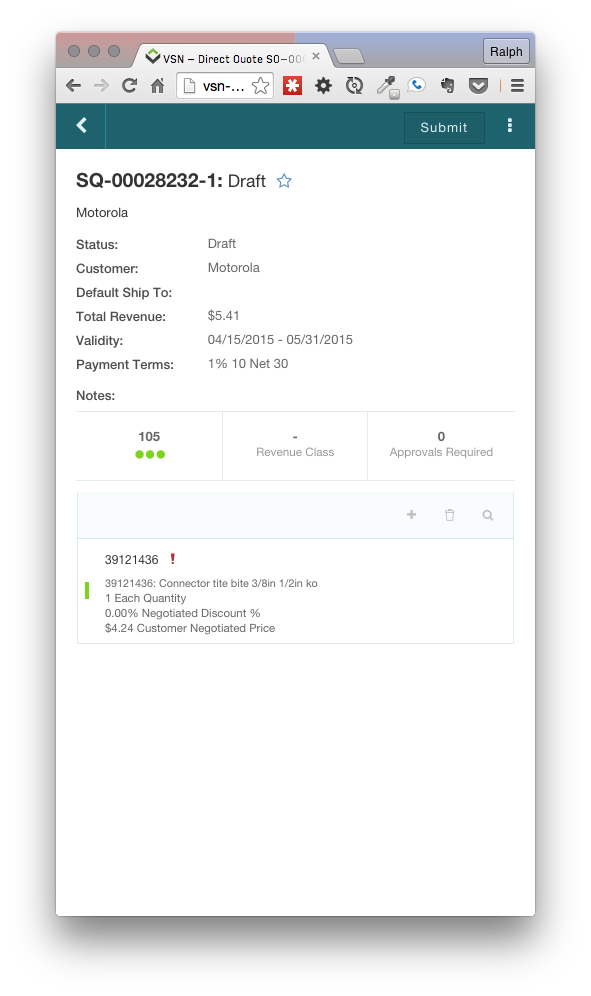 VSN – Direct Quote SQ-000
Ralph
vsn-...
Submit
SQ-00028232-1: Draft
Motorola
Status: Draft
Customer: Motorola
Default Ship To:
Total Revenue: $5.41
Validity: 04/15/2015 - 05/31/2015
Payment Terms: 1% 10 Net 30
Notes:
105 - 0
Revenue Class Approvals Required
39121436 !
39121436: Connector tite bite 3/8in 1/2in ko
1 Each Quantity
0.00% Negotiated Discount %
$4.24 Customer Negotiated Price